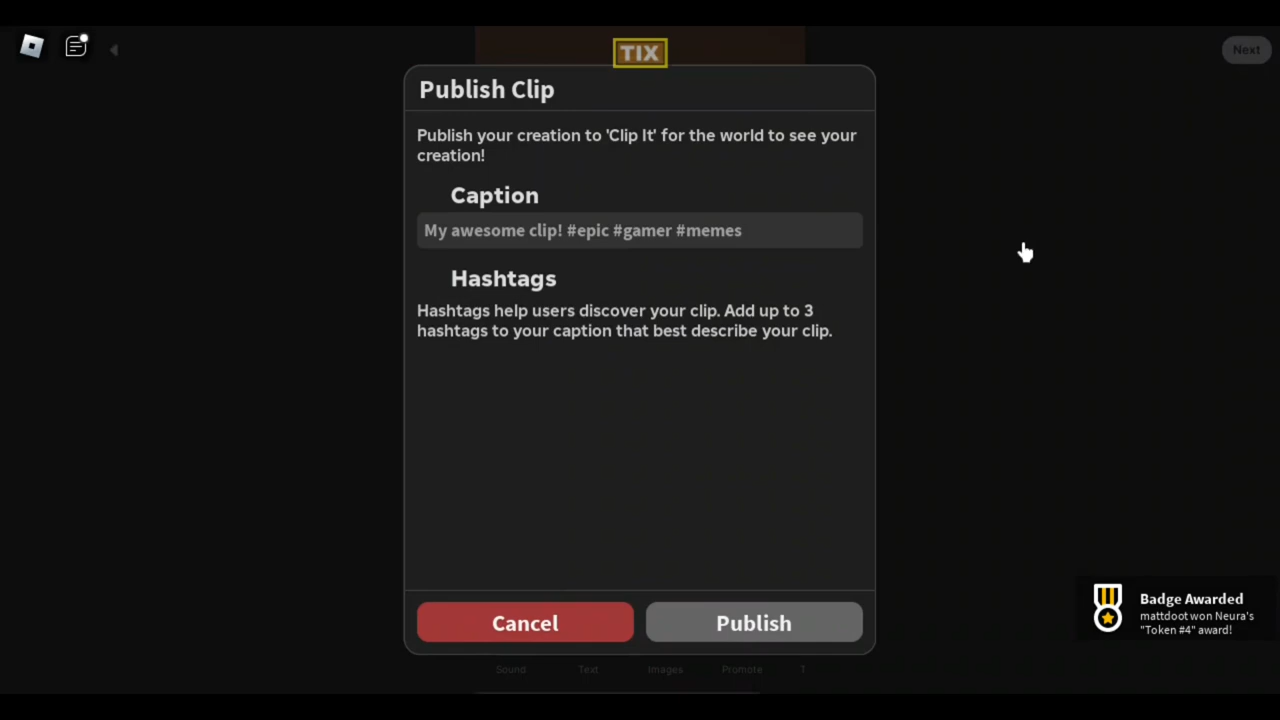 TIX
Next
Publish Clip
Publish your creation to 'Clip It' for the world to see your
creation!
Caption
My awesome clip! #epic #gamer #memes
Hashtags
Hashtags help users discover your clip. Add up to 3
hashtags to your caption that best describe your clip.
Cancel
Publish
Badge Awarded
mattdoot won Neura's
"Token #4" award!
Sound
Text
Images
Promote
T